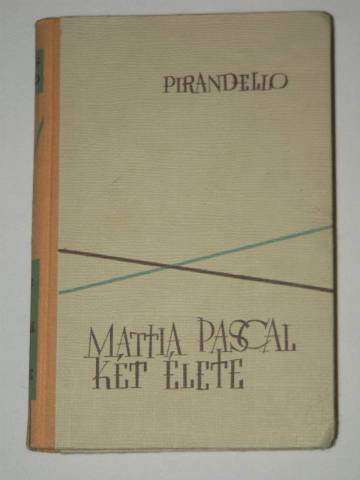 PIRANDELLO
MATTIA PASCAL
KÉT ÉLETE